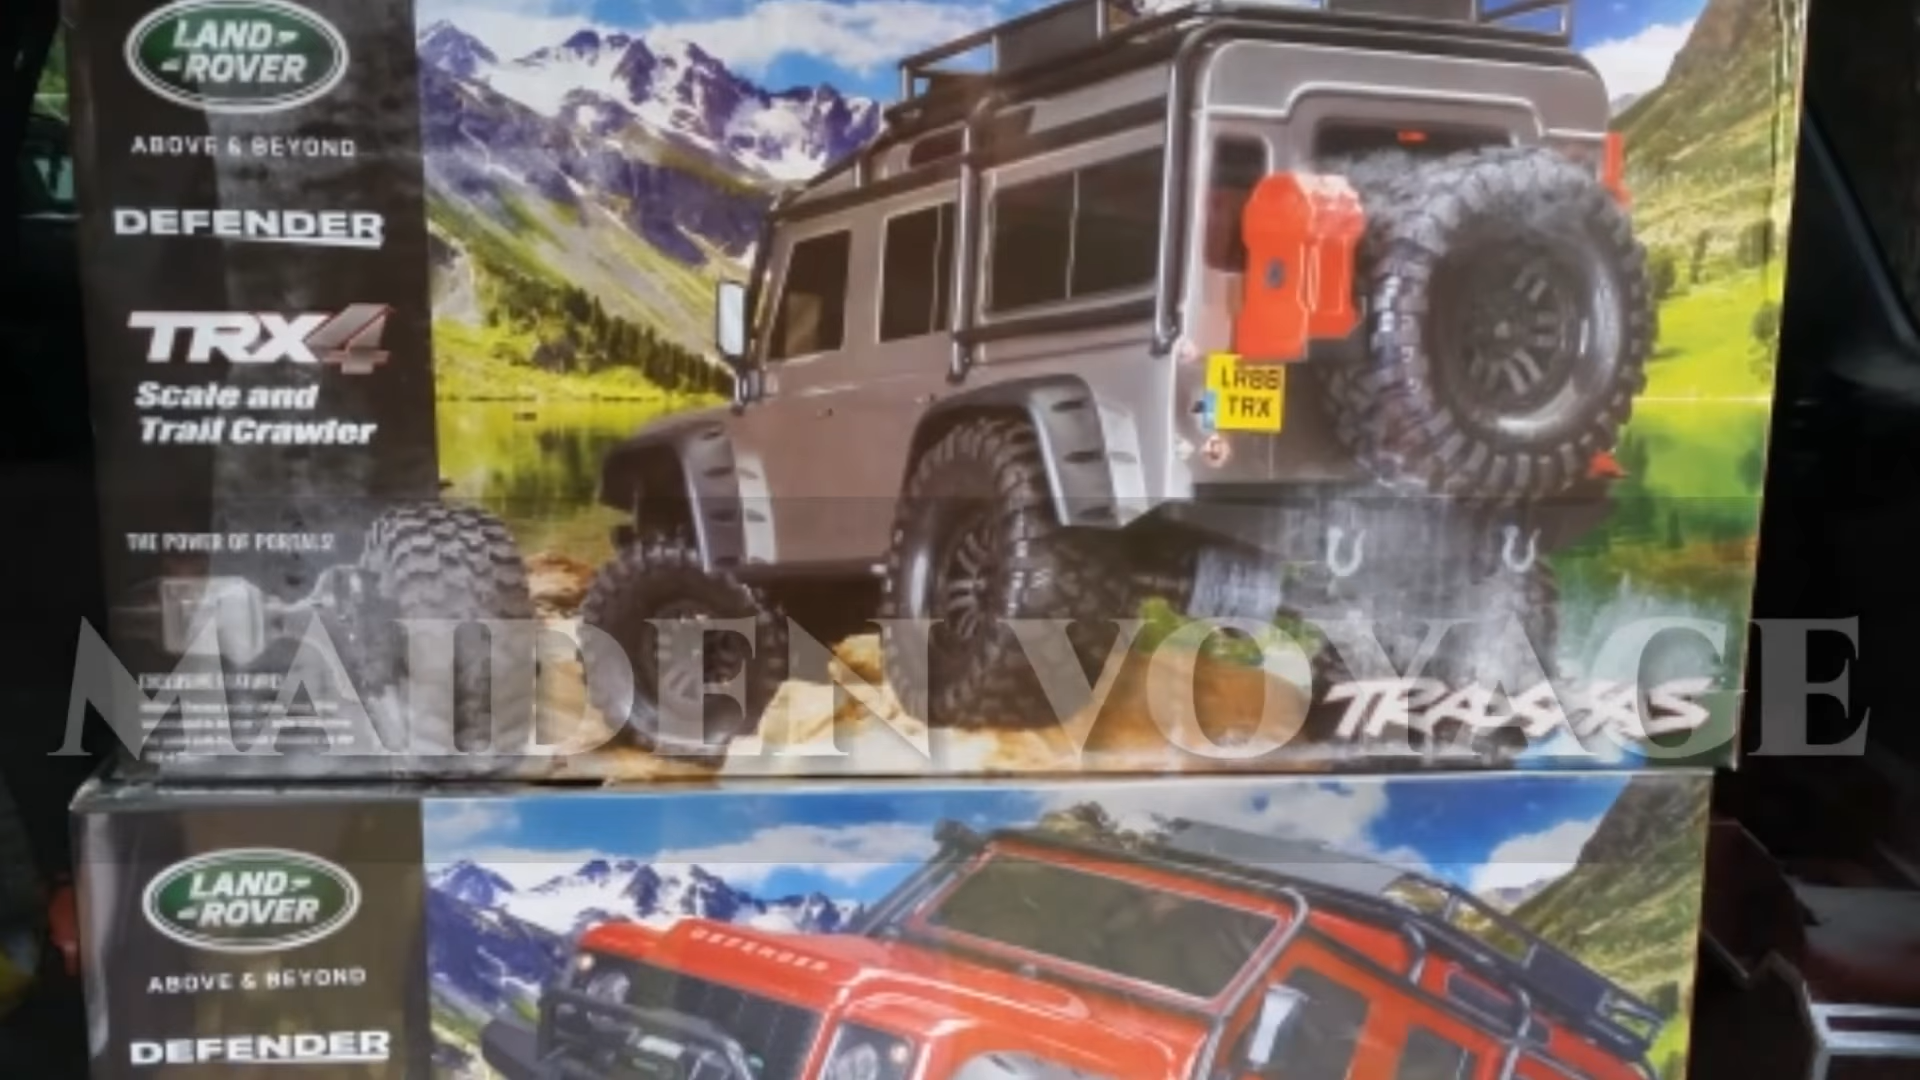 LAND-
-ROVER
ABOVE & BEYOND
DEFENDER
TRX4
Scale and
Trail Crawler
THE POWER OF PORTALS!
LR88
TRX
TRAXXAS
MAIDEN VOYAGE
LAND-
-ROVER
ABOVE & BEYOND
DEFENDER
DEFENDER